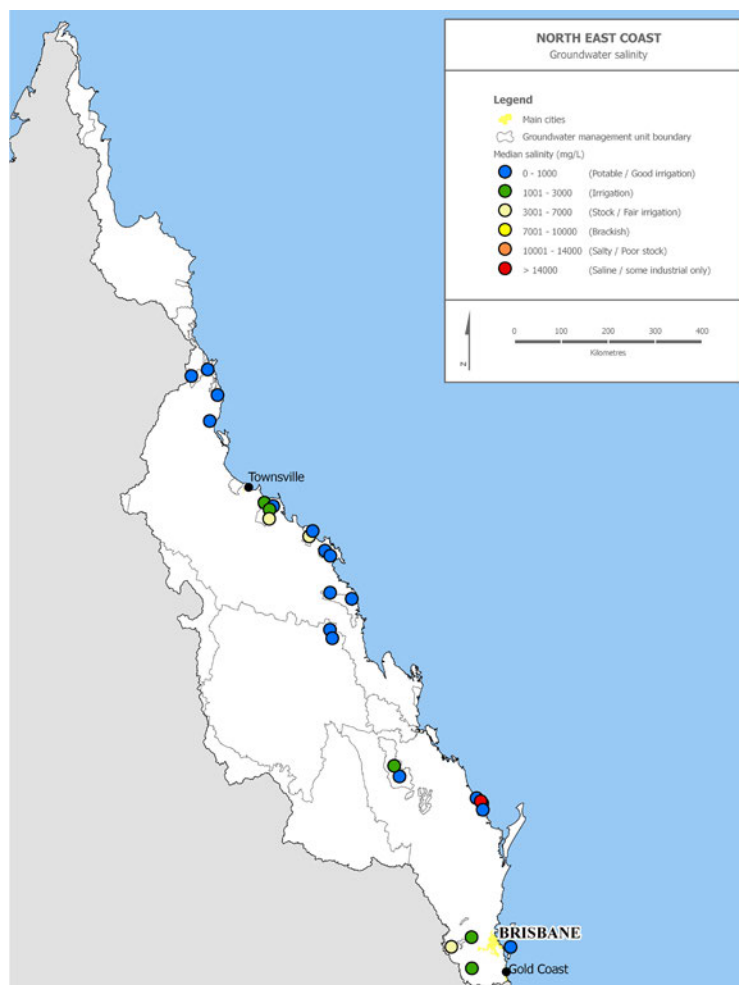 NORTH EAST COAST
Groundwater salinity
Legend
Main cities
Groundwater management unit boundary
Median salinity (mg/L)
0 - 1000 (Potable / Good irrigation)
1001 - 3000 (Irrigation)
3001 - 7000 (Stock / Fair irrigation)
7001 - 10000 (Brackish)
10001 - 14000 (Salty / Poor stock)
> 14000 (Saline / some industrial only)
N
0 100 200 300 400
Kilometres
Townsville
BRISBANE
Gold Coast